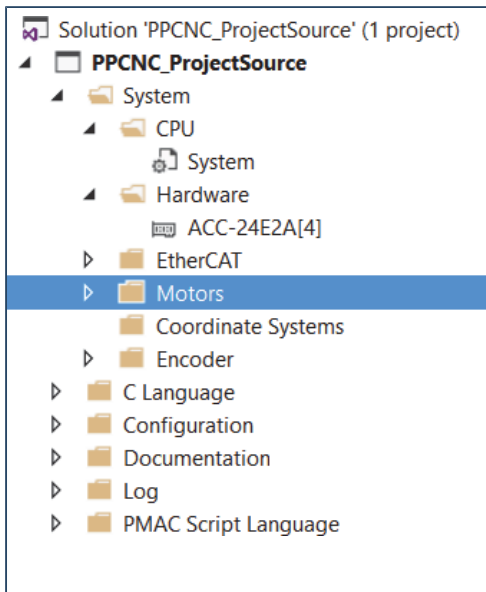 Solution 'PPCNC_ProjectSource' (1 project)
PPCNC_ProjectSource
System
CPU
System
Hardware
ACC-24E2A[4]
EtherCAT
Motors
Coordinate Systems
Encoder
C Language
Configuration
Documentation
Log
PMAC Script Language